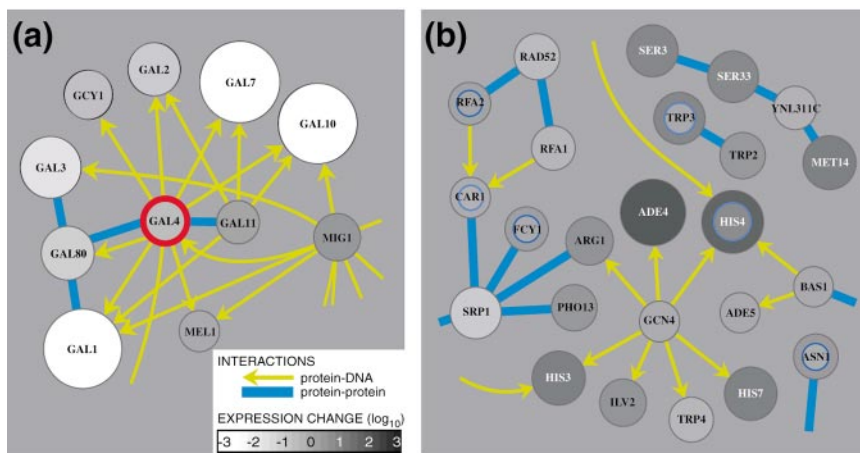 (a)
GAL2
GAL7
GCY1
GAL10
GAL3
GAL4
GAL11
MIG1
GAL80
MEL1
GAL1
INTERACTIONS
protein-DNA
protein-protein
EXPRESSION CHANGE (log10)
-3 -2 -1 0 1 2 3
(b)
SER3
RAD52
SER33
RFA2
YNL311C
TRP3
RFA1
TRP2
MET14
CAR1
ADE4
HIS4
FCY1
ARG1
BAS1
SRP1
PHO13
GCN4
ADE5
ASN1
HIS3
HIS7
ILV2
TRP4